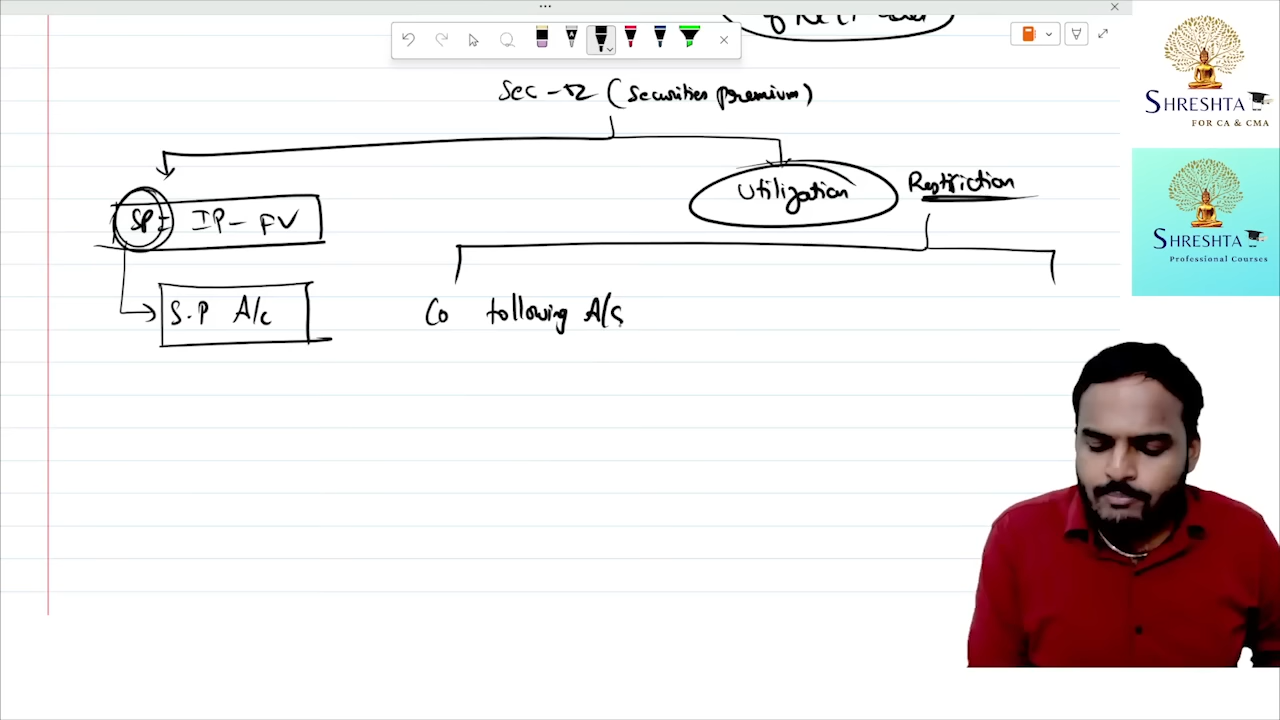 Sec - 52 (Securities premium)
Utilization
Restriction
SP = IP - FV
S.P A/c
Co following A/S
SHRESHTA
FOR CA & CMA
SHRESHTA
Professional Courses